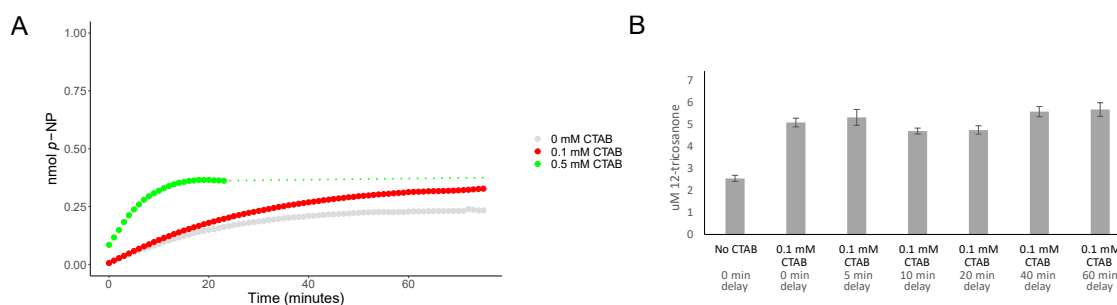 A
1.00
0.75
0.50
0.25
0.00
nmol p−NP
0
20
40
60
Time (minutes)
0 mM CTAB
0.1 mM CTAB
0.5 mM CTAB
B
7
6
5
4
3
2
1
0
uM 12-tricosanone
No CTAB
0 min
delay
0.1 mM
CTAB
0 min
delay
0.1 mM
CTAB
5 min
delay
0.1 mM
CTAB
10 min
delay
0.1 mM
CTAB
20 min
delay
0.1 mM
CTAB
40 min
delay
0.1 mM
CTAB
60 min
delay